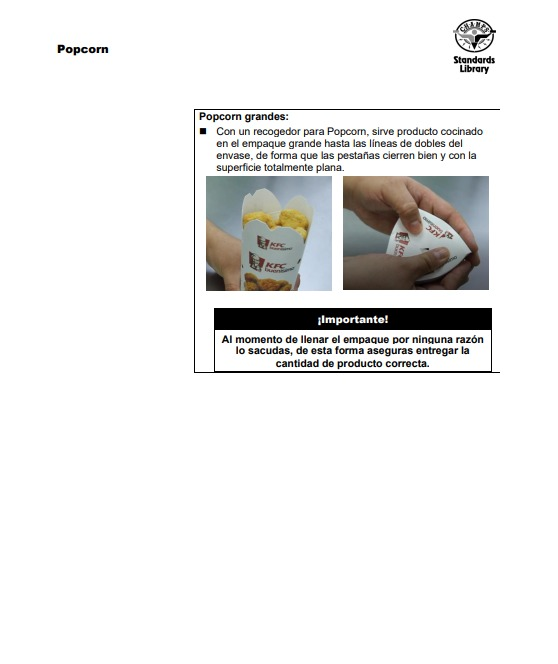 Popcorn
CHAMPS
Standards
Library
Popcorn grandes:
■ Con un recogedor para Popcorn, sirve producto cocinado
en el empaque grande hasta las líneas de dobles del
envase, de forma que las pestañas cierren bien y con la
superficie totalmente plana.
KFC
KFC
KFC
¡Importante!
Al momento de llenar el empaque por ninguna razón
lo sacudas, de esta forma aseguras entregar la
cantidad de producto correcta.